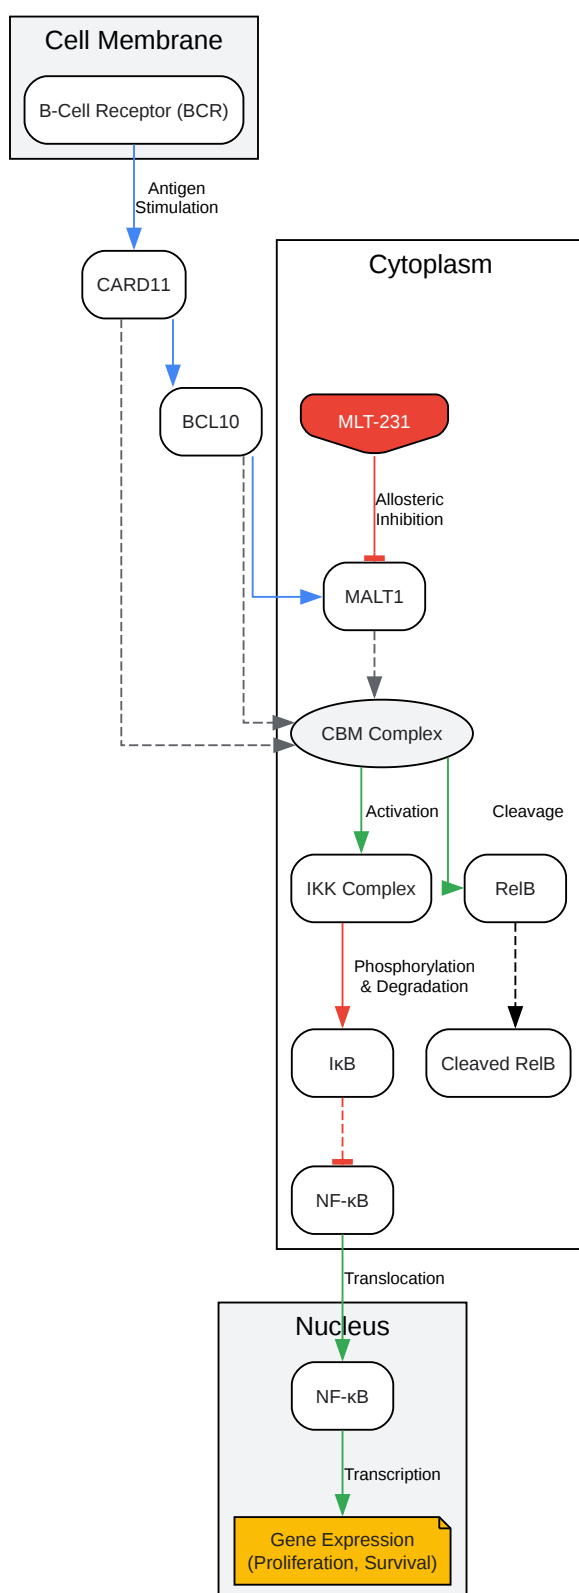 Cell Membrane
B-Cell Receptor (BCR)
Antigen
Stimulation
CARD11
Cytoplasm
BCL10
MLT-231
Allosteric
Inhibition
MALT1
CBM Complex
Activation
Cleavage
IKK Complex
RelB
Phosphorylation
& Degradation
IκB
Cleaved RelB
NF-κB
Translocation
Nucleus
NF-κB
Transcription
Gene Expression
(Proliferation, Survival)